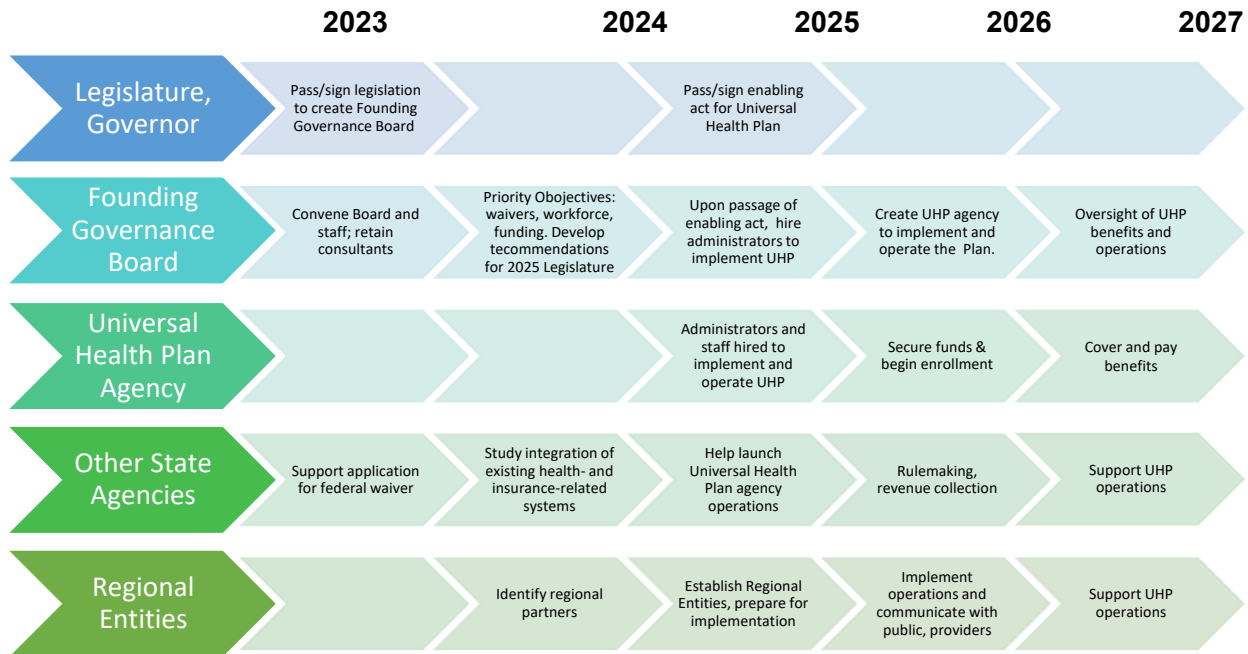 2023 2024 2025 2026 2027
Legislature,
Governor
Pass/sign legislation
to create Founding
Governance Board
Pass/sign enabling
act for Universal
Health Plan
Founding
Governance
Board
Convene Board and
staff; retain
consultants
Priority Obojectives:
waivers, workforce,
funding. Develop
tecommendations
for 2025 Legislature
Upon passage of
enabling act, hire
administrators to
implement UHP
Create UHP agency
to implement and
operate the Plan.
Oversight of UHP
benefits and
operations
Universal
Health Plan
Agency
Administrators and
staff hired to
implement and
operate UHP
Secure funds &
begin enrollment
Cover and pay
benefits
Other State
Agencies
Support application
for federal waiver
Study integration of
existing health- and
insurance-related
systems
Help launch
Universal Health
Plan agency
operations
Rulemaking,
revenue collection
Support UHP
operations
Regional
Entities
Identify regional
partners
Establish Regional
Entities, prepare for
implementation
Implement
operations and
communicate with
public, providers
Support UHP
operations